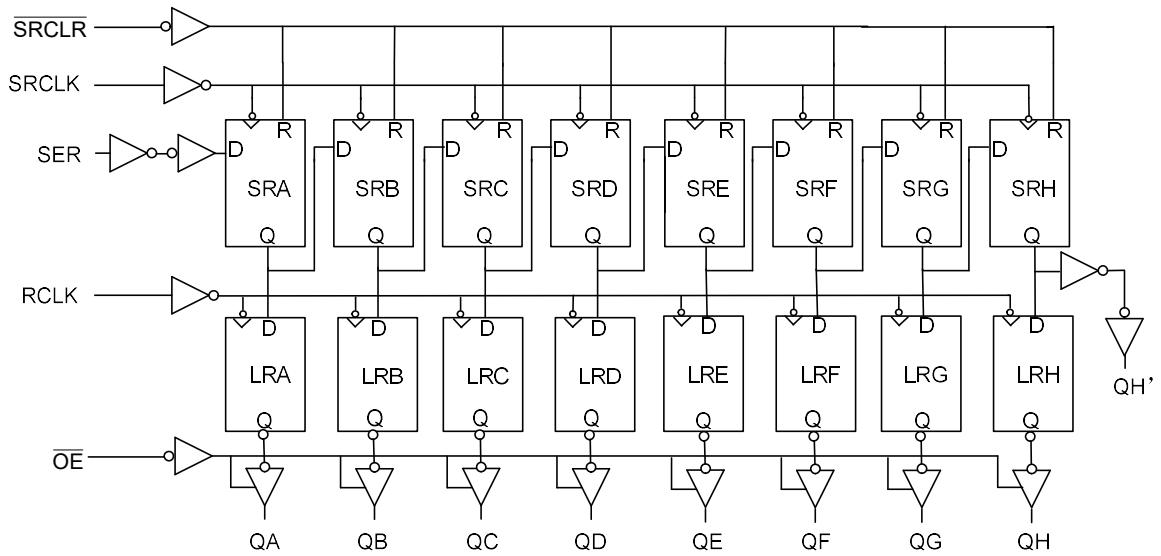 SRCLR
SRCLK
R R R R R R R R
SER
D D D D D D D D
SRA SRB SRC SRD SRE SRF SRG SRH
Q Q Q Q Q Q Q Q
RCLK
D D D D D D D D
LRA LRB LRC LRD LRE LRF LRG LRH
QH’
Q Q Q Q Q Q Q Q
OE
QA QB QC QD QE QF QG QH